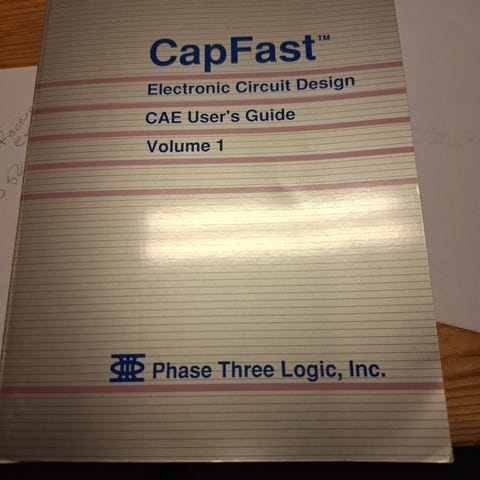 CapFast™
Electronic Circuit Design
CAE User's Guide
Volume 1
Phase Three Logic, Inc.